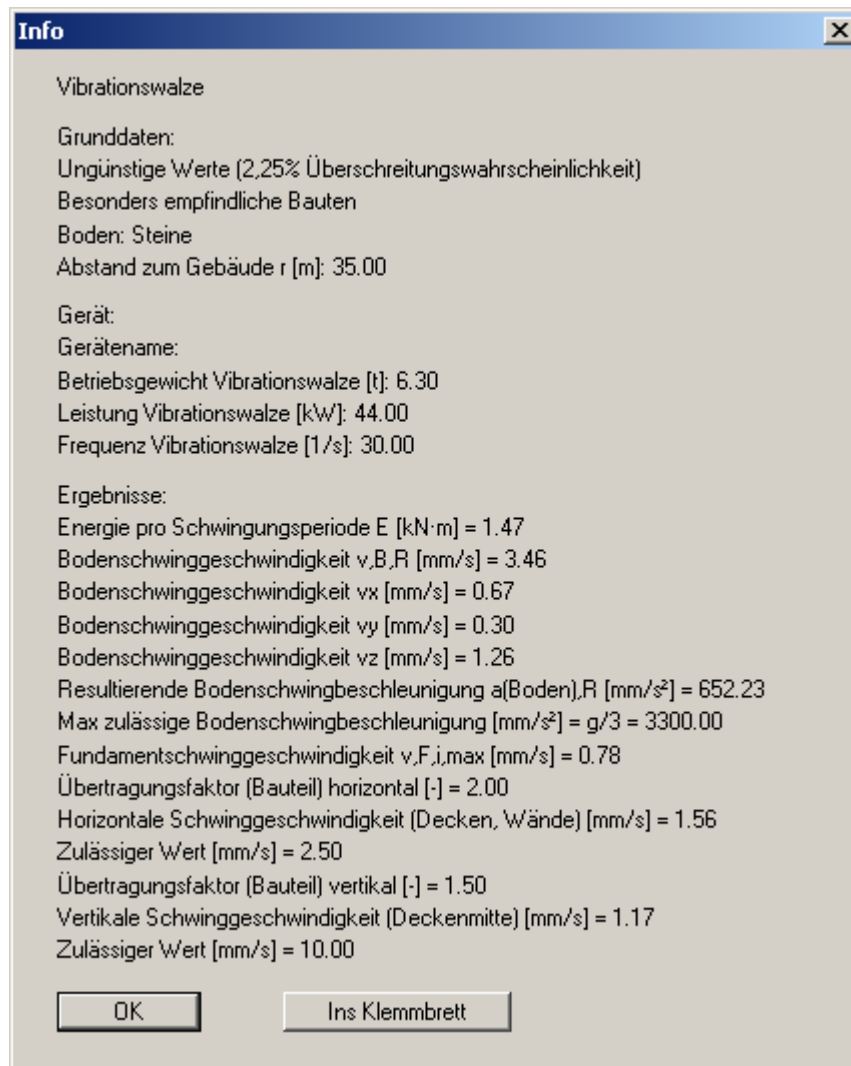 Info
Vibrationswalze
Grunddaten:
Ungünstige Werte (2,25% Überschreitungswahrscheinlichkeit)
Besonders empfindliche Bauten
Boden: Steine
Abstand zum Gebäude r [m]: 35.00
Gerät:
Gerätename:
Betriebsgewicht Vibrationswalze [t]: 6.30
Leistung Vibrationswalze [kW]: 44.00
Frequenz Vibrationswalze [1/s]: 30.00
Ergebnisse:
Energie pro Schwingungsperiode E [kN·m] = 1.47
Bodenschwinggeschwindigkeit v,B,R [mm/s] = 3.46
Bodenschwinggeschwindigkeit vx [mm/s] = 0.67
Bodenschwinggeschwindigkeit vy [mm/s] = 0.30
Bodenschwinggeschwindigkeit vz [mm/s] = 1.26
Resultierende Bodenschwingbeschleunigung a(Boden),R [mm/s²] = 652.23
Max zulässige Bodenschwingbeschleunigung [mm/s²] = g/3 = 3300.00
Fundamentschwinggeschwindigkeit v,F,i,max [mm/s] = 0.78
Übertragungsfaktor (Bauteil) horizontal [-] = 2.00
Horizontale Schwinggeschwindigkeit (Decken, Wände) [mm/s] = 1.56
Zulässiger Wert [mm/s] = 2.50
Übertragungsfaktor (Bauteil) vertikal [-] = 1.50
Vertikale Schwinggeschwindigkeit (Deckenmitte) [mm/s] = 1.17
Zulässiger Wert [mm/s] = 10.00
OK
Ins Klemmbrett